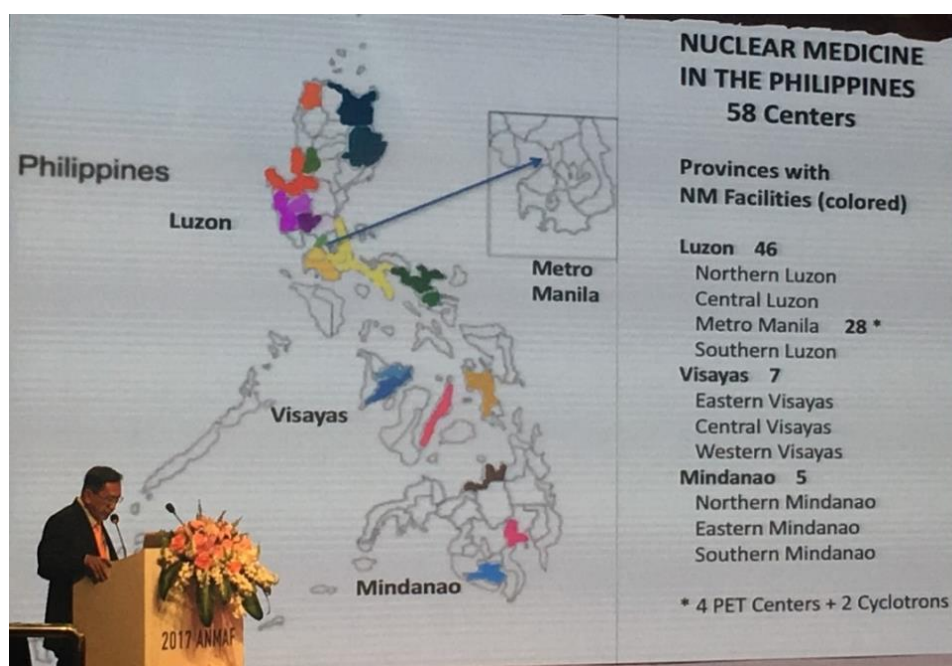 NUCLEAR MEDICINE
IN THE PHILIPPINES
58 Centers
Philippines
Luzon
Metro
Manila
Visayas
Mindanao
Provinces with
NM Facilities (colored)
Luzon 46
Northern Luzon
Central Luzon
Metro Manila 28 *
Southern Luzon
Visayas 7
Eastern Visayas
Central Visayas
Western Visayas
Mindanao 5
Northern Mindanao
Eastern Mindanao
Southern Mindanao
* 4 PET Centers + 2 Cyclotrons
2017 ANMAF